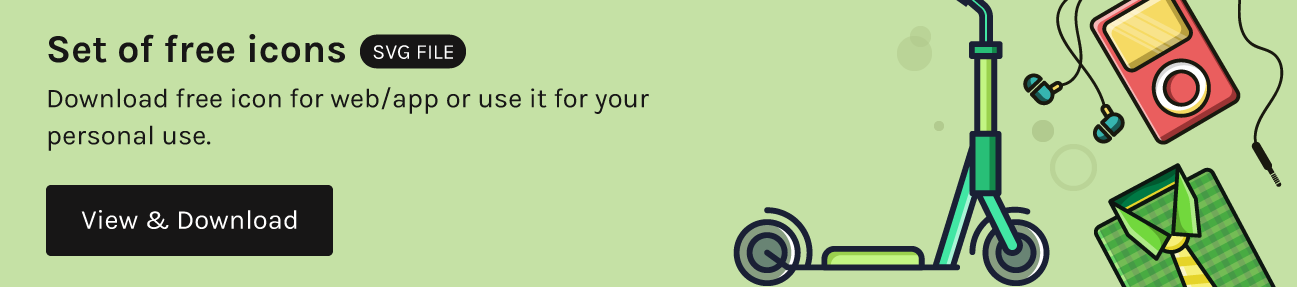 Set of free icons SVG FILE
Download free icon for web/app or use it for your
personal use.
View & Download